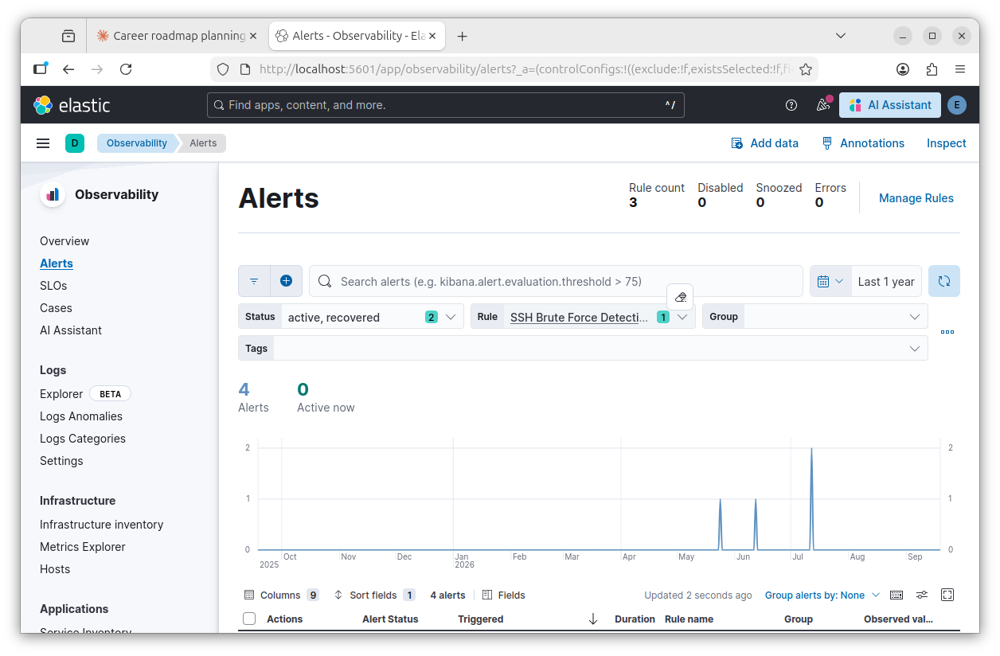 Career roadmap planning
Alerts - Observability - Ela
http://localhost:5601/app/observability/alerts?_a=(controlConfigs:!((exclude:!f,existsSelected:!f,fi
elastic
Find apps, content, and more.
^/
AI Assistant
E
D
Observability
Alerts
Add data
Annotations
Inspect
Observability
Overview
Alerts
SLOs
Cases
AI Assistant
Logs
Explorer BETA
Logs Anomalies
Logs Categories
Settings
Infrastructure
Infrastructure inventory
Metrics Explorer
Hosts
Applications
Service Inventory
Alerts
Rule count Disabled Snoozed Errors
3 0 0 0
Manage Rules
Search alerts (e.g. kibana.alert.evaluation.threshold > 75)
Last 1 year
Status active, recovered 2
Rule SSH Brute Force Detecti... 1
Group
Tags
4 0
Alerts Active now
2 2
1 1
0 0
Oct Nov Dec Jan Feb Mar Apr May Jun Jul Aug Sep
2025 2026
Columns 9 Sort fields 1 4 alerts Fields
Updated 2 seconds ago Group alerts by: None
Actions Alert Status Triggered Duration Rule name Group Observed val...